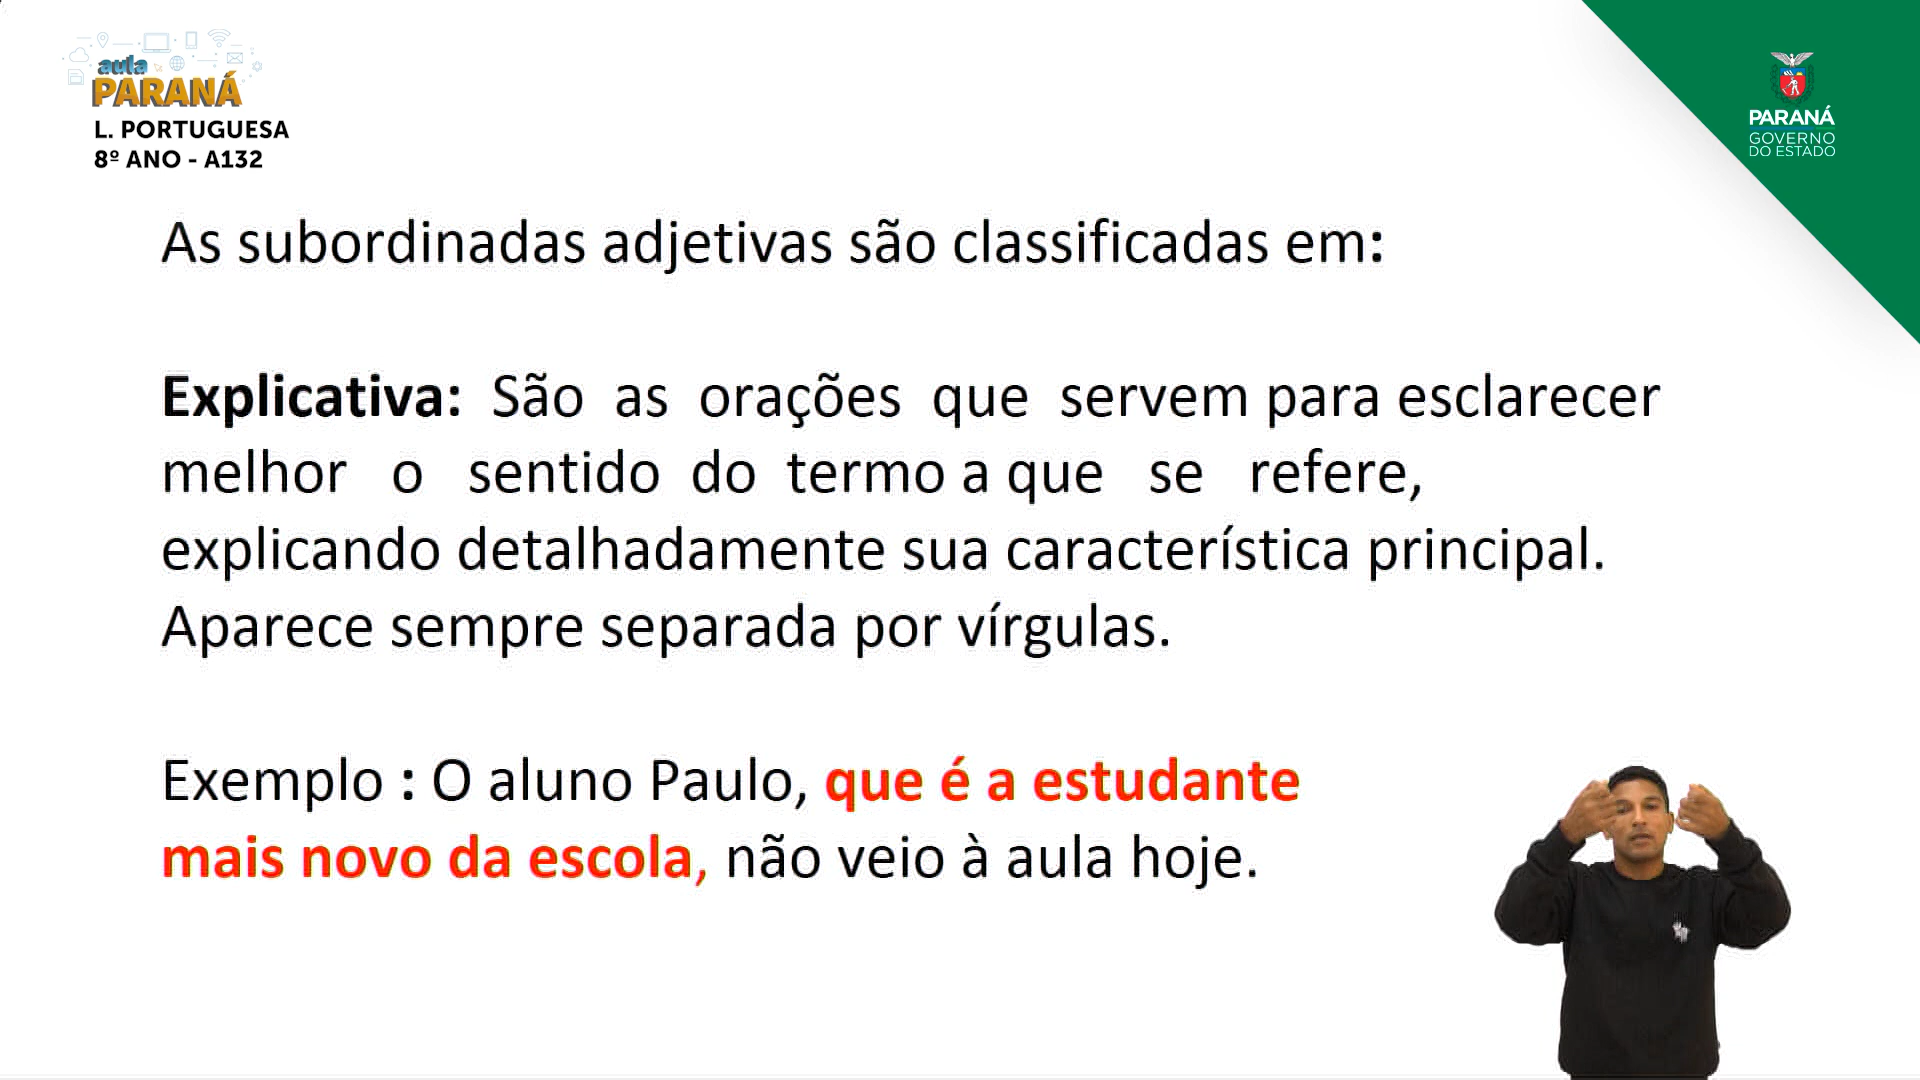 aula
PARANÁ
L. PORTUGUESA
8º ANO - A132
PARANÁ
GOVERNO
DO ESTADO
As subordinadas adjetivas são classificadas em:
Explicativa: São as orações que servem para esclarecer
melhor o sentido do termo a que se refere,
explicando detalhadamente sua característica principal.
Aparece sempre separada por vírgulas.
Exemplo : O aluno Paulo, que é a estudante
mais novo da escola, não veio à aula hoje.